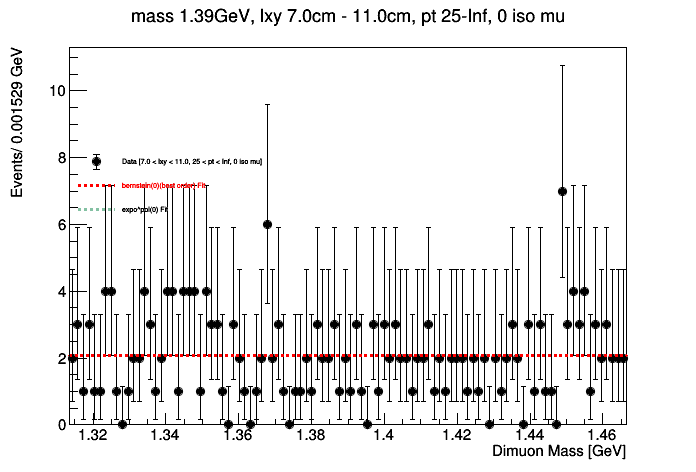 mass 1.39GeV, lxy 7.0cm - 11.0cm, pt 25-Inf, 0 iso mu
Events/ 0.001529 GeV
10
8
6
4
2
0
Data [7.0 < lxy < 11.0, 25 < pt < Inf, 0 iso mu]
bernstein(0)(best order) Fit
expo*pol(0) Fit
1.32
1.34
1.36
1.38
1.4
1.42
1.44
1.46
Dimuon Mass [GeV]